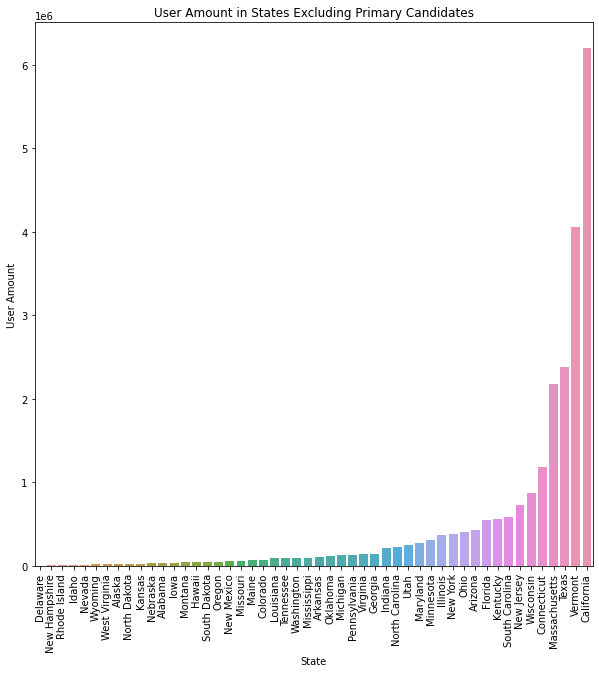 User Amount in States Excluding Primary Candidates
1e6
6
5
4
3
2
1
0
User Amount
Delaware
New Hampshire
Rhode Island
Idaho
Nevada
Wyoming
West Virginia
Alaska
North Dakota
Kansas
Nebraska
Alabama
Iowa
Montana
Hawaii
South Dakota
Oregon
New Mexico
Missouri
Maine
Colorado
Louisiana
Tennessee
Washington
Mississippi
Arkansas
Oklahoma
Michigan
Pennsylvania
Virginia
Georgia
Indiana
North Carolina
Utah
Maryland
Minnesota
Illinois
New York
Ohio
Arizona
Florida
Kentucky
South Carolina
New Jersey
Wisconsin
Connecticut
Massachusetts
Texas
Vermont
California
State